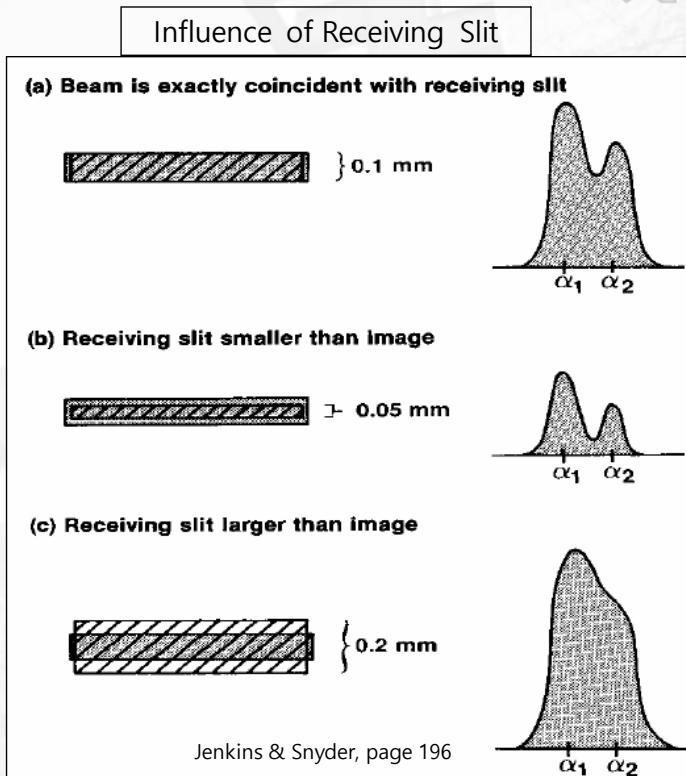 Influence of Receiving Slit
(a) Beam is exactly coincident with receiving slit
0.1 mm
α₁ α₂
(b) Receiving slit smaller than image
0.05 mm
α₁ α₂
(c) Receiving slit larger than image
0.2 mm
α₁ α₂
Jenkins & Snyder, page 196